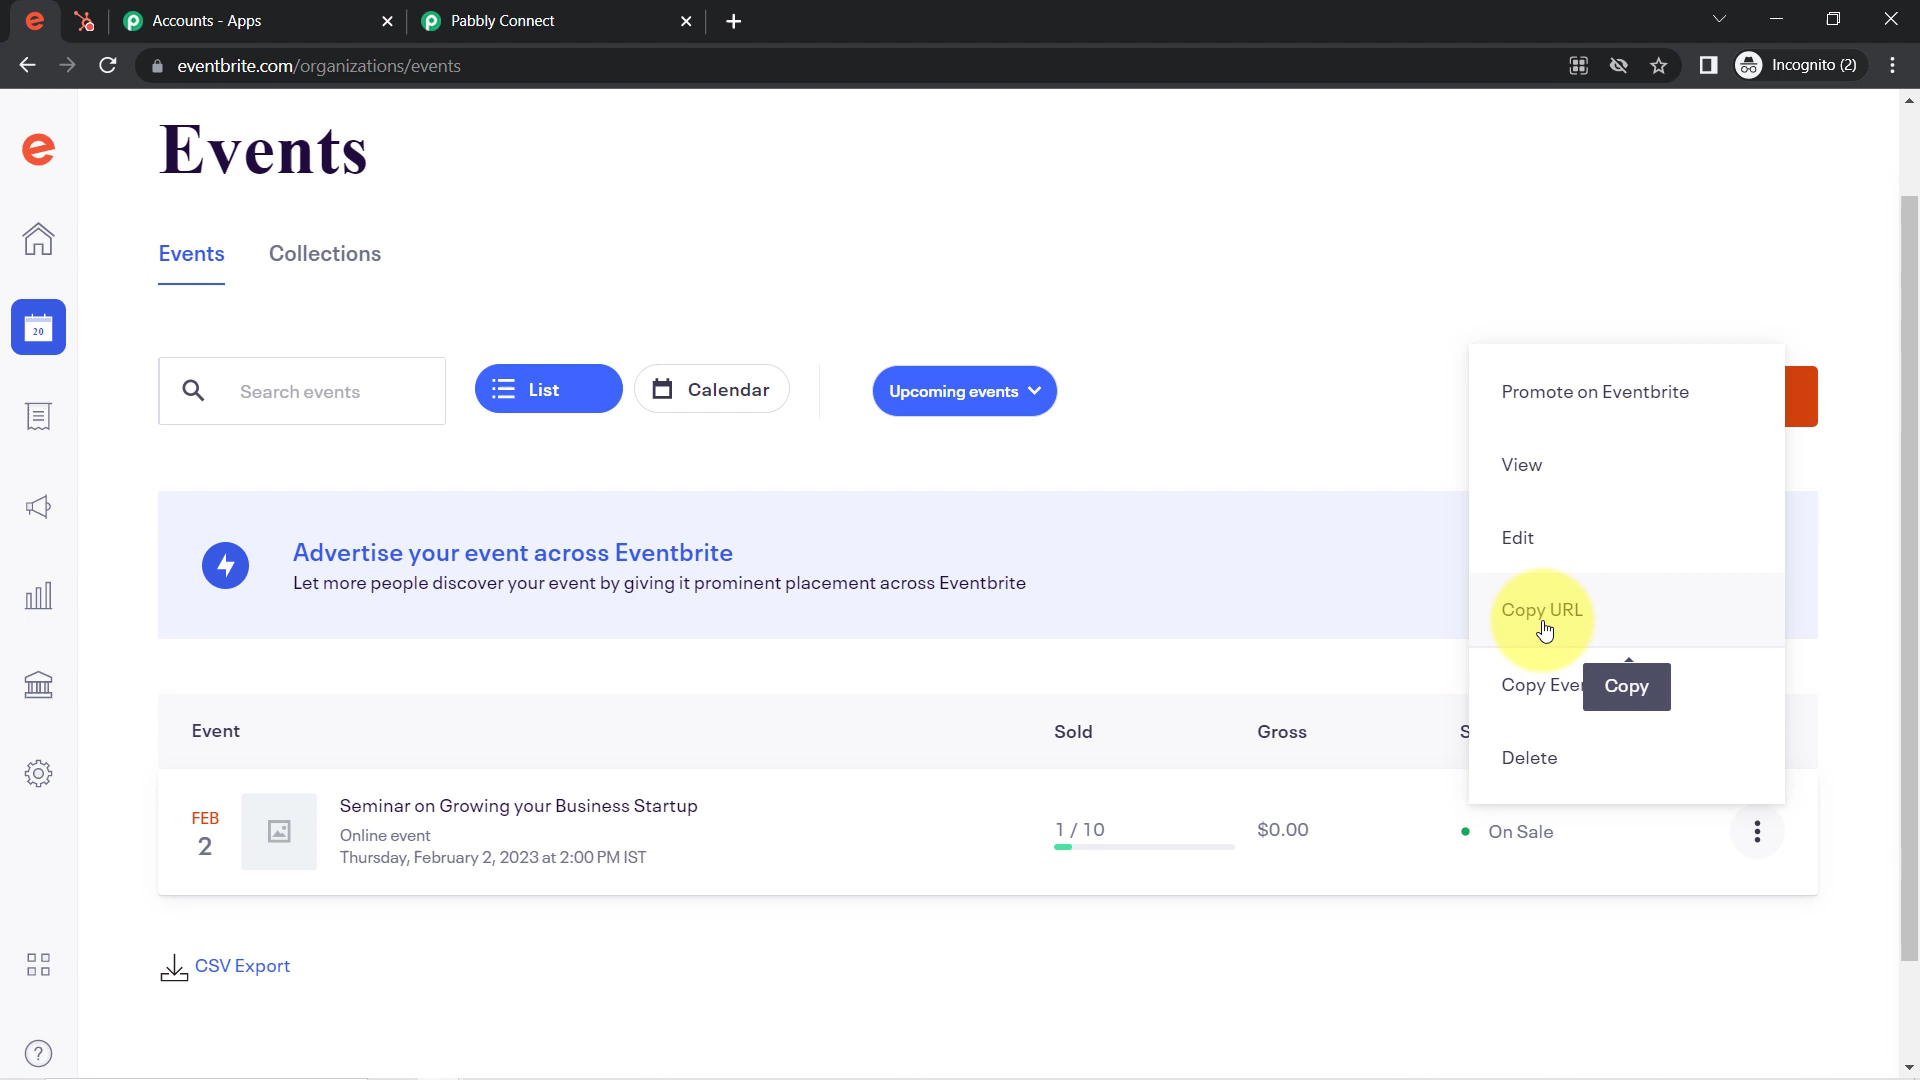 Accounts - Apps
Pabbly Connect
eventbrite.com/organizations/events
Incognito (2)
Events
Events
Collections
20
Search events
List
Calendar
Upcoming events
Promote on Eventbrite
View
Edit
Copy URL
Copy
Delete
Advertise your event across Eventbrite
Let more people discover your event by giving it prominent placement across Eventbrite
Event
Sold
Gross
FEB
2
Seminar on Growing your Business Startup
Online event
Thursday, February 2, 2023 at 2:00 PM IST
1 / 10
$0.00
On Sale
CSV Export